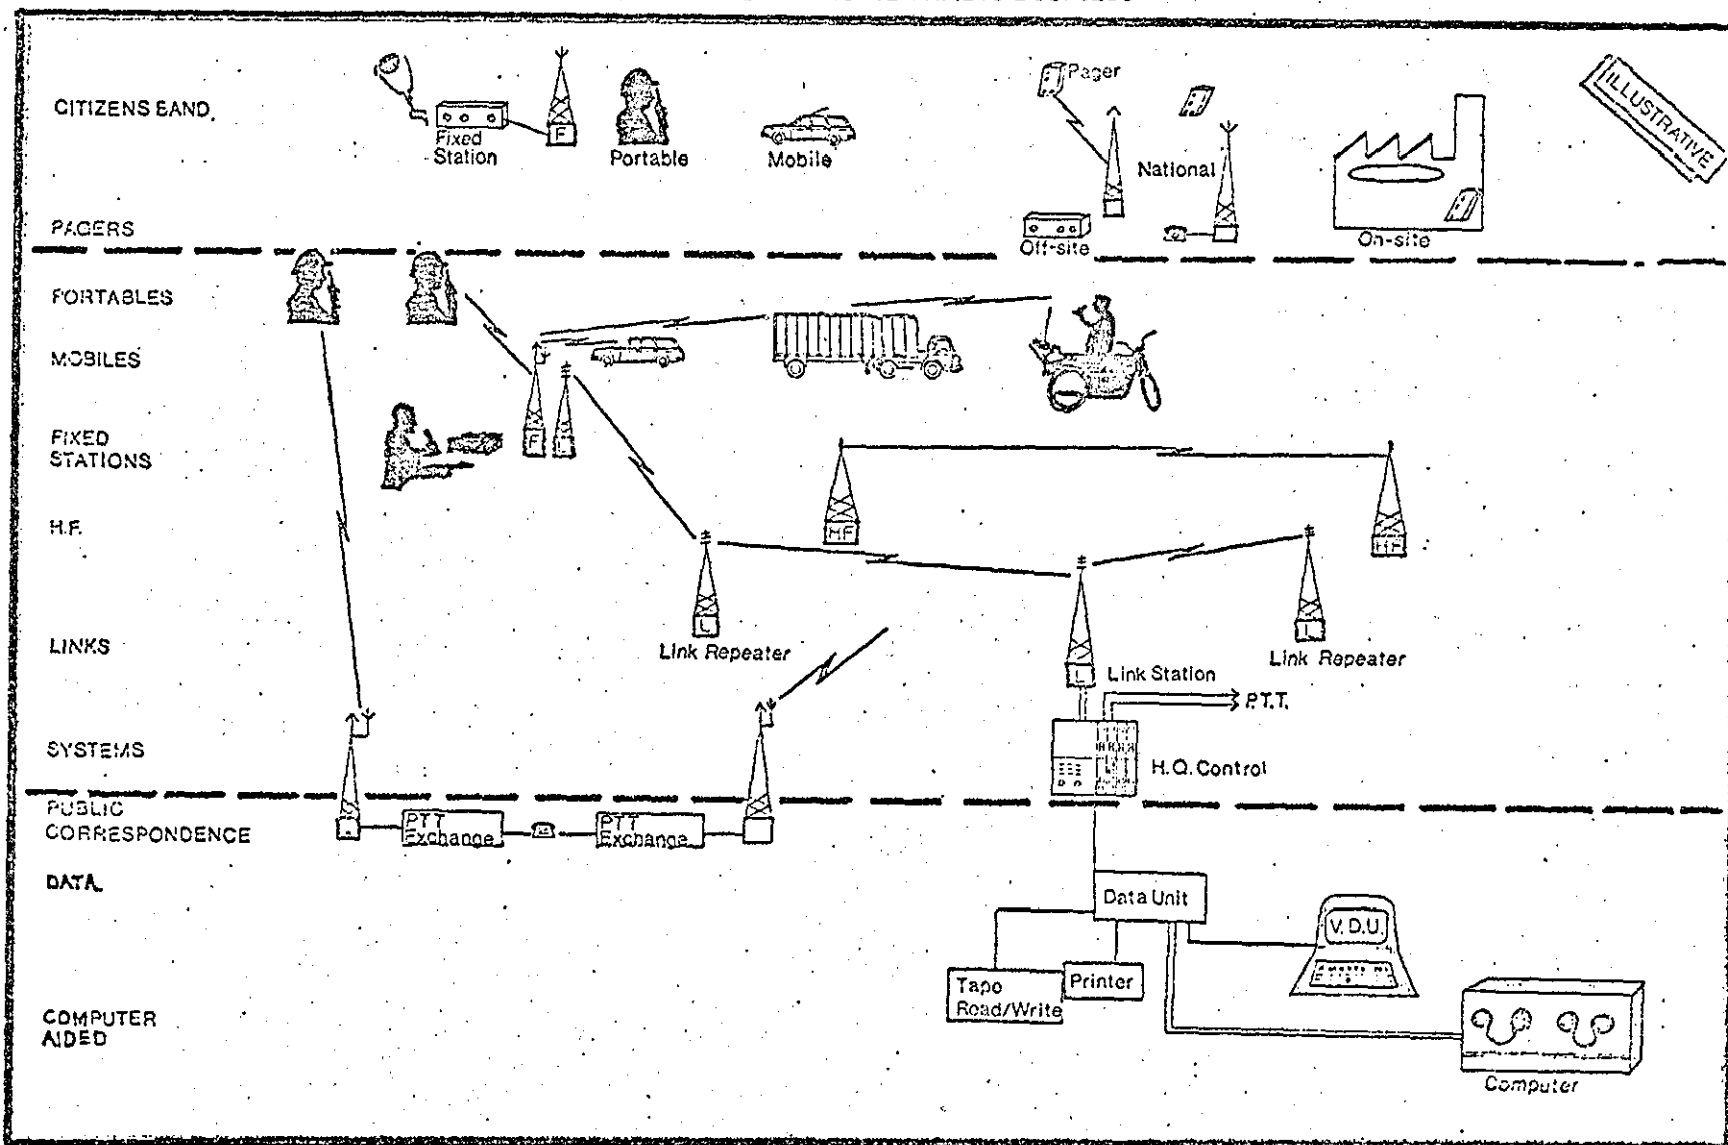 CITIZENS BAND
Fixed
Station
F
Portable
Mobile
Pager
National
ILLUSTRATIVE
PAGERS
Off-site
On-site
PORTABLES
MOBILES
FIXED
STATIONS
F
L
H.F.
HF
HF
LINKS
L
Link Repeater
L
Link Station
L
Link Repeater
P.T.T.
SYSTEMS
H.Q. Control
PUBLIC
CORRESPONDENCE
PTT
Exchange
PTT
Exchange
DATA
Data Unit
V.D.U.
Tape
Read/Write
Printer
COMPUTER
AIDED
Computer